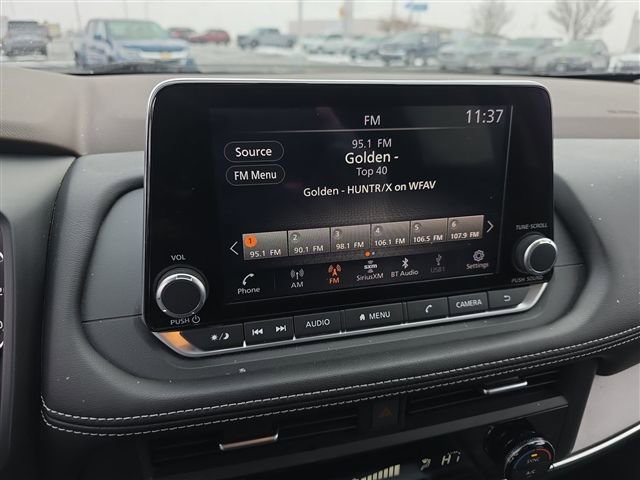 FM 11:37
95.1 FM
Source
Golden -
Top 40
FM Menu
Golden - HUNTR/X on WFAV
1 2 3 4 5 6
95.1 FM 90.1 FM 98.1 FM 106.1 FM 106.5 FM 107.9 FM
Phone AM FM sxm SiriusXM BT Audio USB1 Settings
VOL
PUSH
TUNE·SCROLL
PUSH SOUND
AUDIO MENU CAMERA
HI
SYNC
A/C